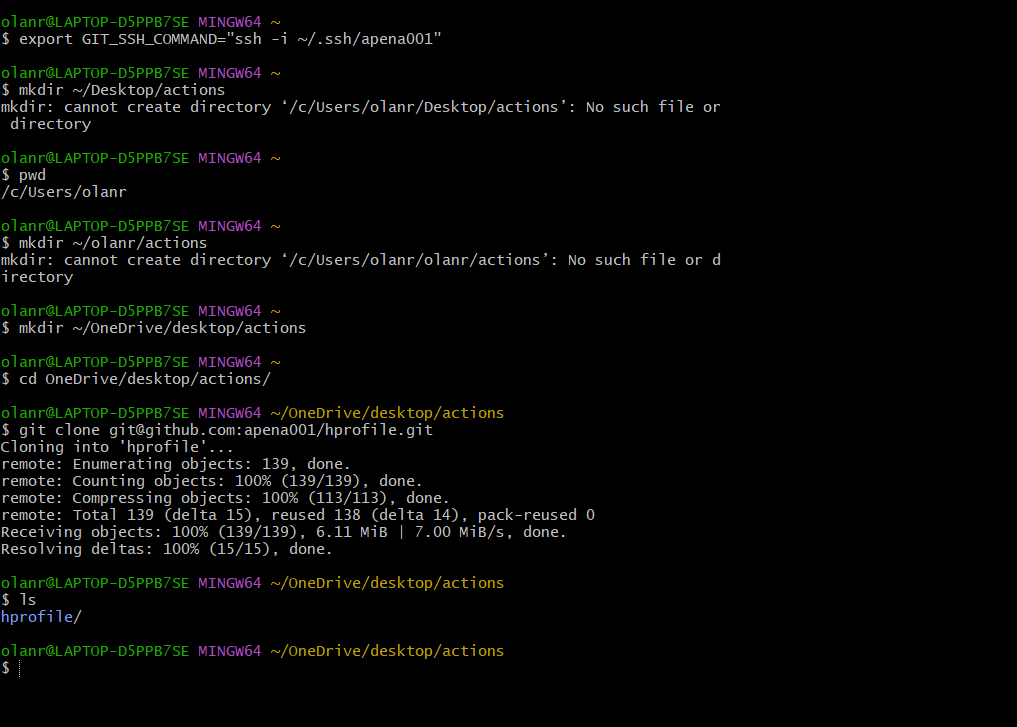 olanr@LAPTOP-D5PPB7SE MINGW64 ~
$ export GIT_SSH_COMMAND="ssh -i ~/.ssh/apena001"
olanr@LAPTOP-D5PPB7SE MINGW64 ~
$ mkdir ~/Desktop/actions
mkdir: cannot create directory ‘/c/Users/olanr/Desktop/actions’: No such file or
 directory
olanr@LAPTOP-D5PPB7SE MINGW64 ~
$ pwd
/c/Users/olanr
olanr@LAPTOP-D5PPB7SE MINGW64 ~
$ mkdir ~/olanr/actions
mkdir: cannot create directory ‘/c/Users/olanr/olanr/actions’: No such file or d
irectory
olanr@LAPTOP-D5PPB7SE MINGW64 ~
$ mkdir ~/OneDrive/desktop/actions
olanr@LAPTOP-D5PPB7SE MINGW64 ~
$ cd OneDrive/desktop/actions/
olanr@LAPTOP-D5PPB7SE MINGW64 ~/OneDrive/desktop/actions
$ git clone git@github.com:apena001/hprofile.git
Cloning into 'hprofile'...
remote: Enumerating objects: 139, done.
remote: Counting objects: 100% (139/139), done.
remote: Compressing objects: 100% (113/113), done.
remote: Total 139 (delta 15), reused 138 (delta 14), pack-reused 0
Receiving objects: 100% (139/139), 6.11 MiB | 7.00 MiB/s, done.
Resolving deltas: 100% (15/15), done.
olanr@LAPTOP-D5PPB7SE MINGW64 ~/OneDrive/desktop/actions
$ ls
hprofile/
olanr@LAPTOP-D5PPB7SE MINGW64 ~/OneDrive/desktop/actions
$